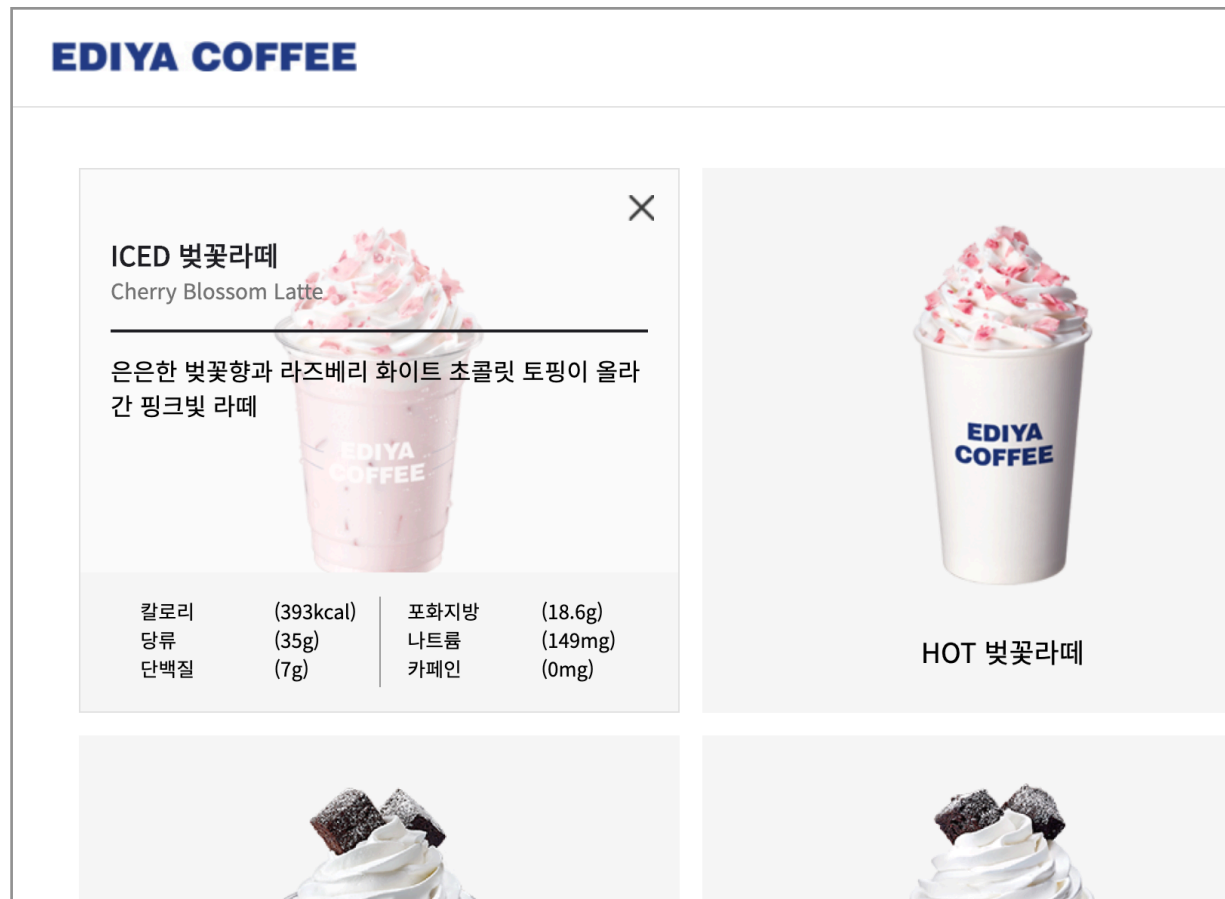 EDIYA COFFEE
ICED 벚꽃라떼
Cherry Blossom Latte
은은한 벚꽃향과 라즈베리 화이트 초콜릿 토핑이 올라
간 핑크빛 라떼
EDIYA
COFFEE
칼로리 (393kcal) 포화지방 (18.6g)
당류 (35g) 나트륨 (149mg)
단백질 (7g) 카페인 (0mg)
EDIYA
COFFEE
HOT 벚꽃라떼